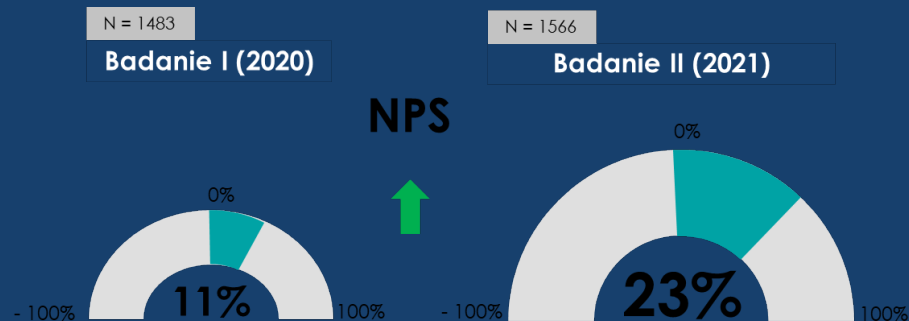 N = 1483
Badanie I (2020)
N = 1566
Badanie II (2021)
NPS
0%
- 100%
11%
100%
0%
- 100%
23%
100%